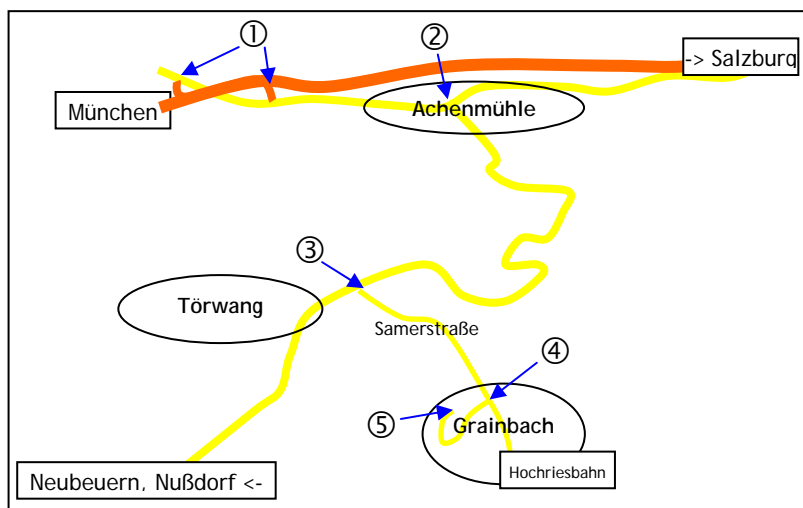 ①
②
-> Salzburg
München
Achenmühle
③
Törwang
Samerstraße
④
⑤
Grainbach
Hochriesbahn
Neubeuern, Nußdorf <-